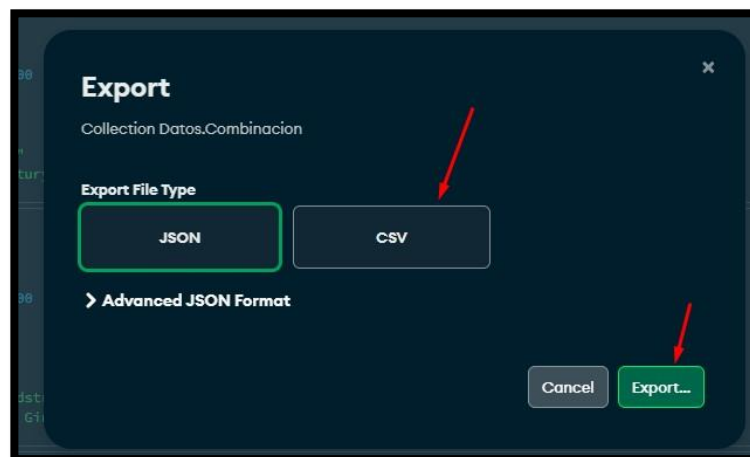 Export
Collection Datos.Combinacion
Export File Type
JSON CSV
Advanced JSON Format
Cancel Export...